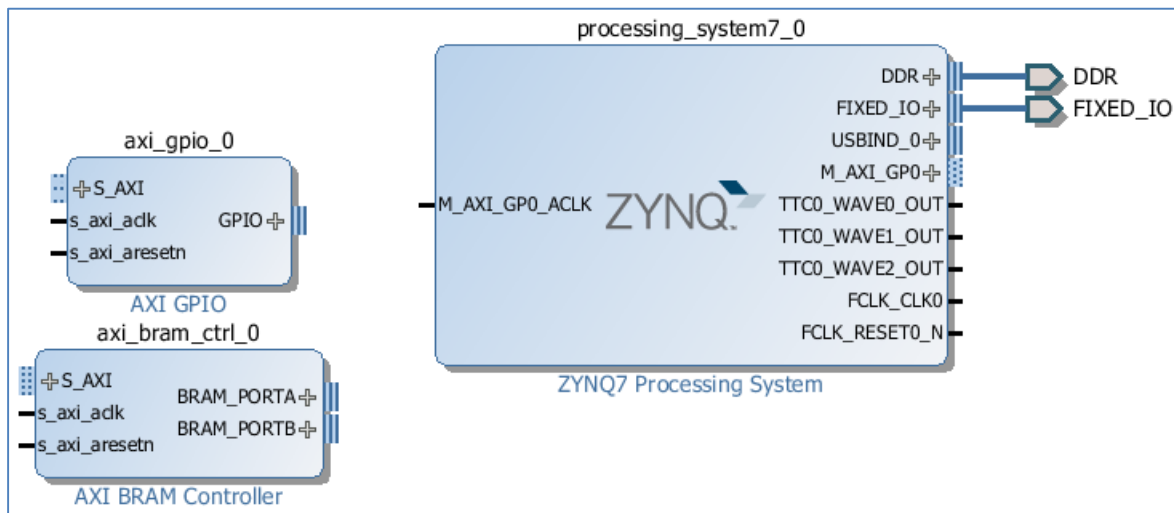 processing_system7_0
DDR
FIXED_IO
USBIND_0
M_AXI_GP0
M_AXI_GP0_ACLK
ZYNQ
TTC0_WAVE0_OUT
TTC0_WAVE1_OUT
TTC0_WAVE2_OUT
FCLK_CLK0
FCLK_RESET0_N
ZYNQ7 Processing System
DDR
FIXED_IO
axi_gpio_0
S_AXI
s_axi_aclk
s_axi_aresetn
GPIO
AXI GPIO
axi_bram_ctrl_0
S_AXI
s_axi_aclk
s_axi_aresetn
BRAM_PORTA
BRAM_PORTB
AXI BRAM Controller